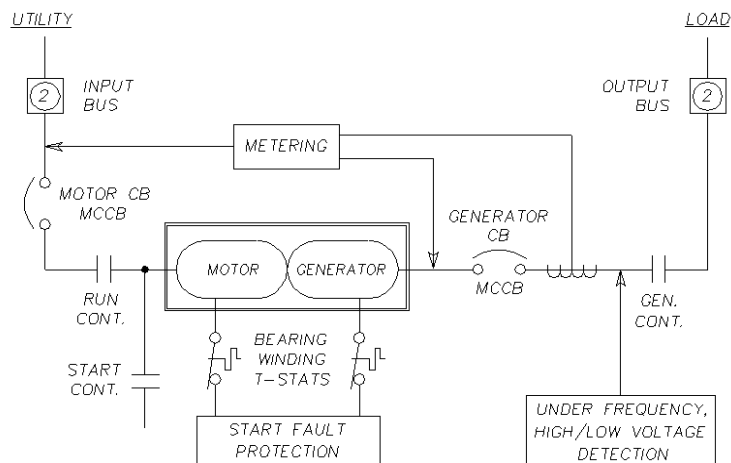 UTILITY
LOAD
2
INPUT
BUS
OUTPUT
BUS
2
METERING
MOTOR CB
MCCB
GENERATOR
CB
MCCB
MOTOR
GENERATOR
RUN
CONT.
GEN.
CONT.
START
CONT.
BEARING
WINDING
T-STATS
START FAULT
PROTECTION
UNDER FREQUENCY,
HIGH/LOW VOLTAGE
DETECTION